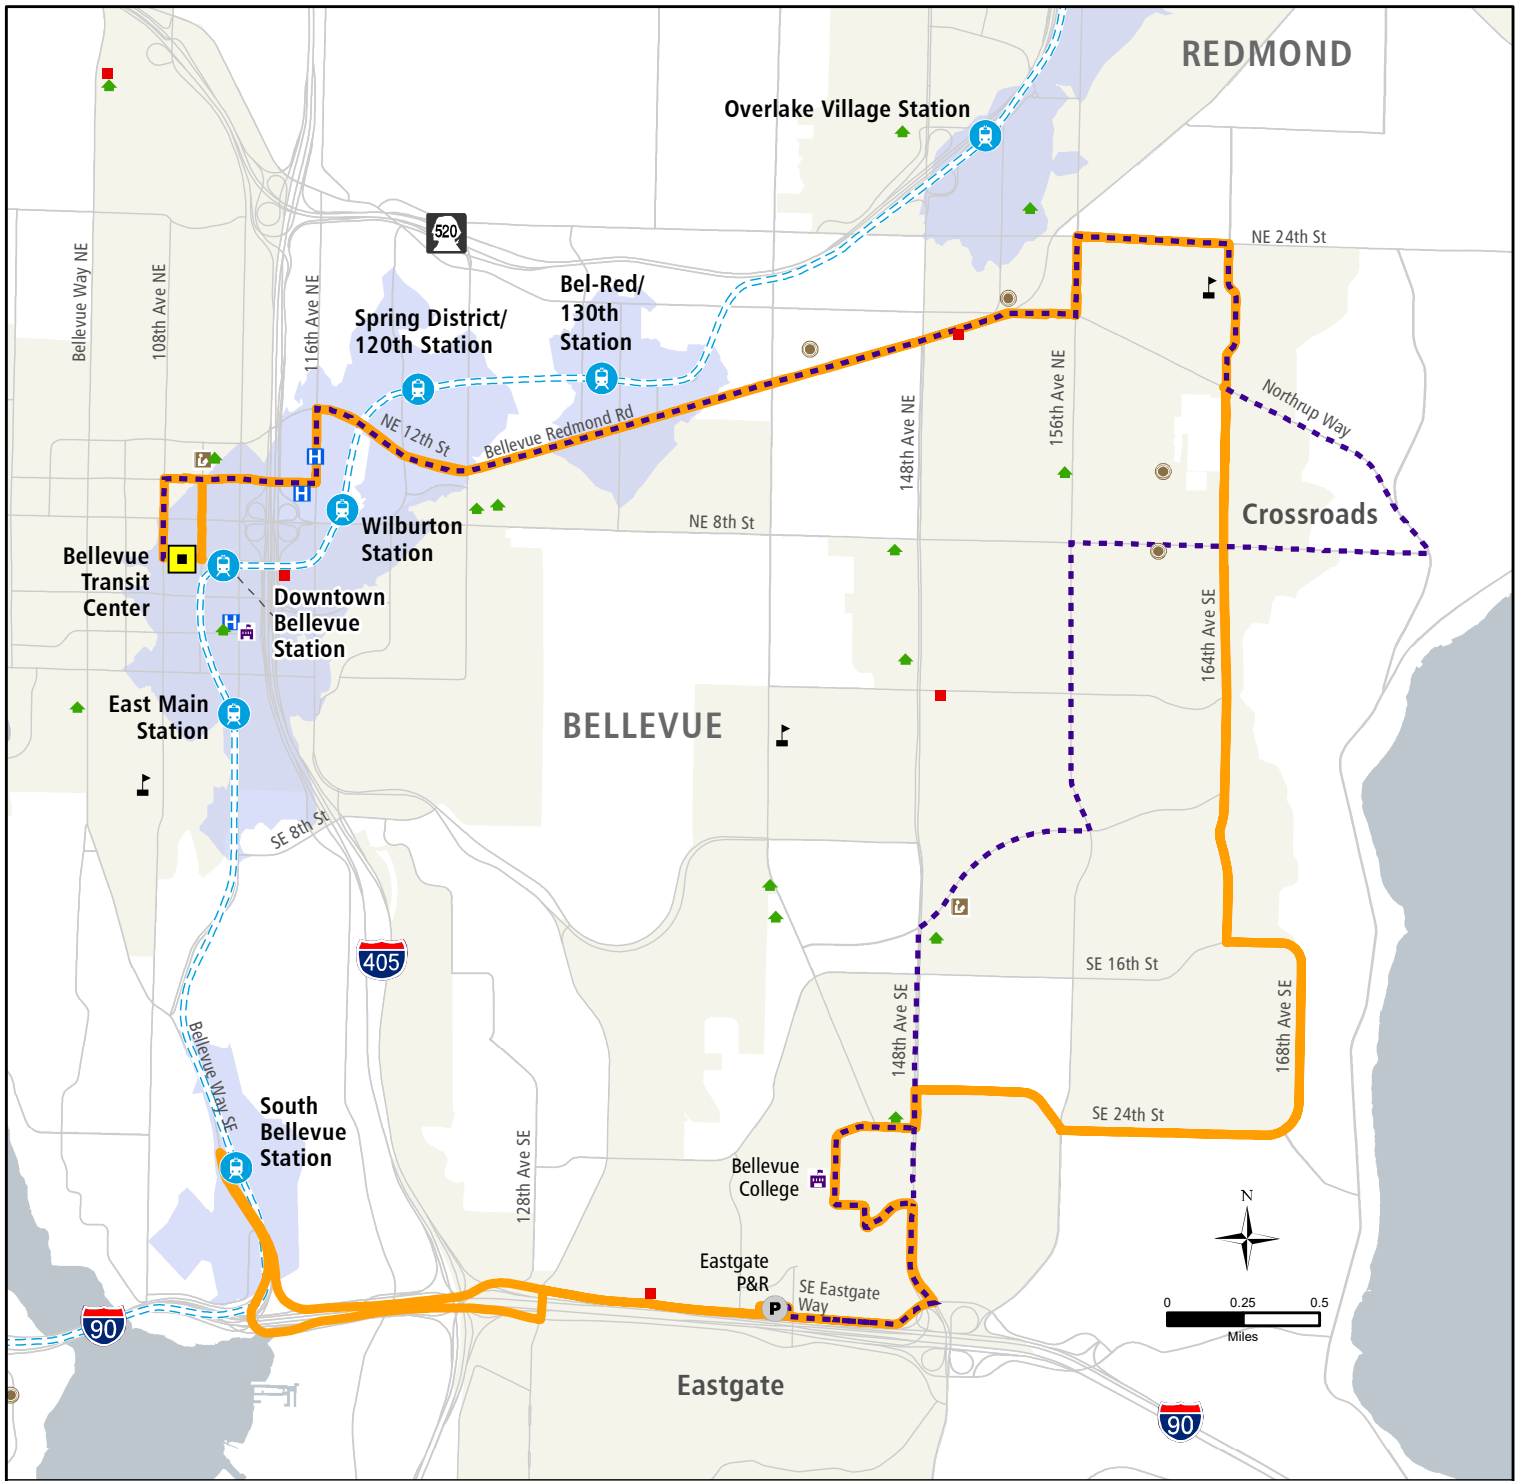 REDMOND
Overlake Village Station
520
NE 24th St
Bellevue Way NE
108th Ave NE
116th Ave NE
Bel-Red/
130th
Station
Spring District/
120th Station
NE 12th St
Bellevue Redmond Rd
148th Ave NE
156th Ave NE
Northrup Way
H
H
Wilburton
Station
NE 8th St
Crossroads
Bellevue
Transit
Center
Downtown
Bellevue
Station
H
164th Ave SE
East Main
Station
BELLEVUE
SE 8th St
405
SE 16th St
148th Ave SE
168th Ave SE
Bellevue Way SE
South
Bellevue
Station
SE 24th St
128th Ave SE
Bellevue
College
N
Eastgate
P&R
P
SE Eastgate
Way
0 0.25 0.5
Miles
90
Eastgate
90